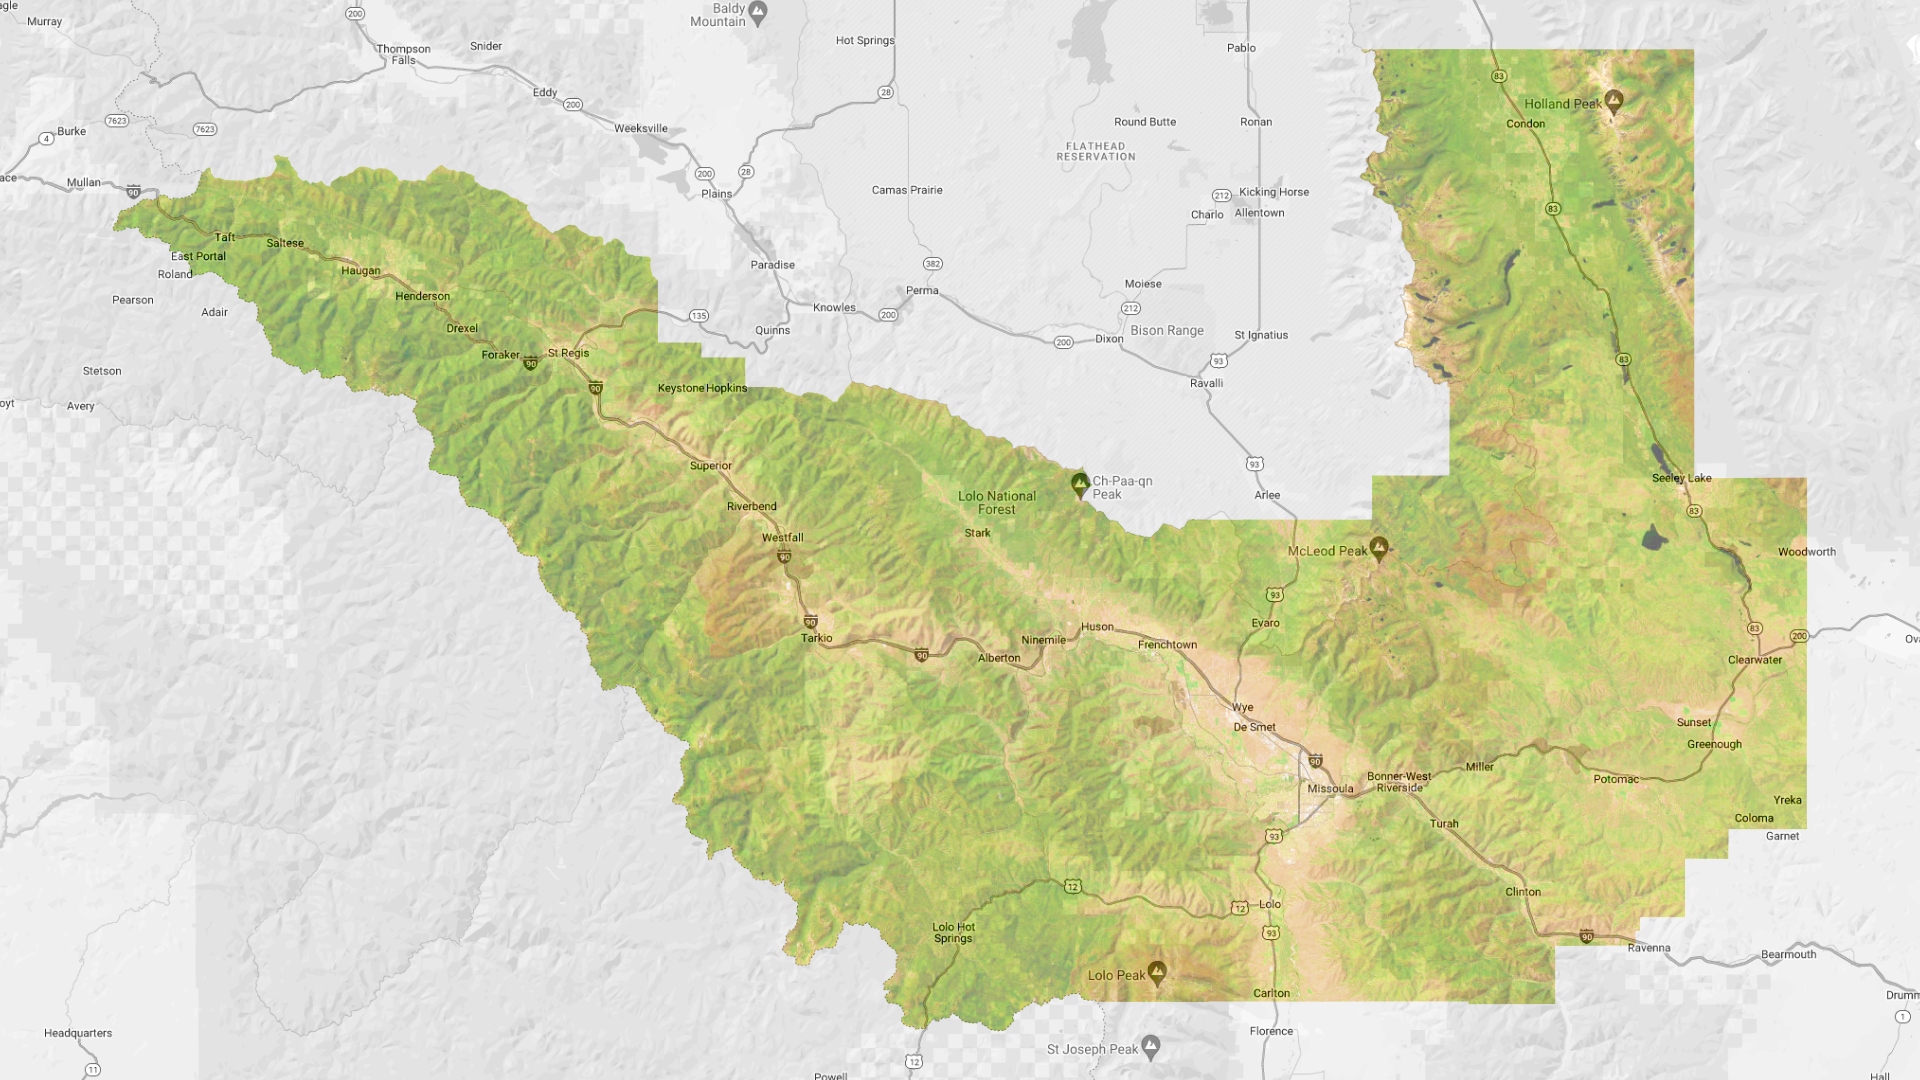 Murray
200
Baldy
Mountain
Thompson
Falls
Snider
Hot Springs
Pablo
83
Eddy
200
28
Holland Peak
Condon
Burke
4
7623
7623
Weeksville
Round Butte
Ronan
FLATHEAD
RESERVATION
Mullan
90
200
28
Plains
Camas Prairie
212
Kicking Horse
Charlo
Allentown
83
Taft
Saltese
East Portal
Roland
Haugan
Paradise
382
Pearson
Henderson
Perma
Moiese
Adair
Knowles
212
135
200
Drexel
Quinns
Bison Range
St Ignatius
200
Dixon
Foraker
90
St Regis
93
83
Stetson
Ravalli
90
Keystone
Hopkins
Avery
Superior
93
Seeley Lake
Ch-Paa-qn
Peak
Lolo National
Forest
Arlee
Riverbend
83
Stark
Westfall
90
McLeod Peak
Woodworth
93
90
Tarkio
Huson
Evaro
83
200
Ninemile
Frenchtown
90
Alberton
Clearwater
Wye
De Smet
Sunset
Greenough
90
Miller
Bonner-West
Riverside
Potomac
Missoula
Yreka
Coloma
Turah
93
Garnet
12
Clinton
12
Lolo
Lolo Hot
Springs
93
90
Ravenna
Bearmouth
Lolo Peak
Carlton
1
Headquarters
Florence
St Joseph Peak
12
11
Powell
Hall